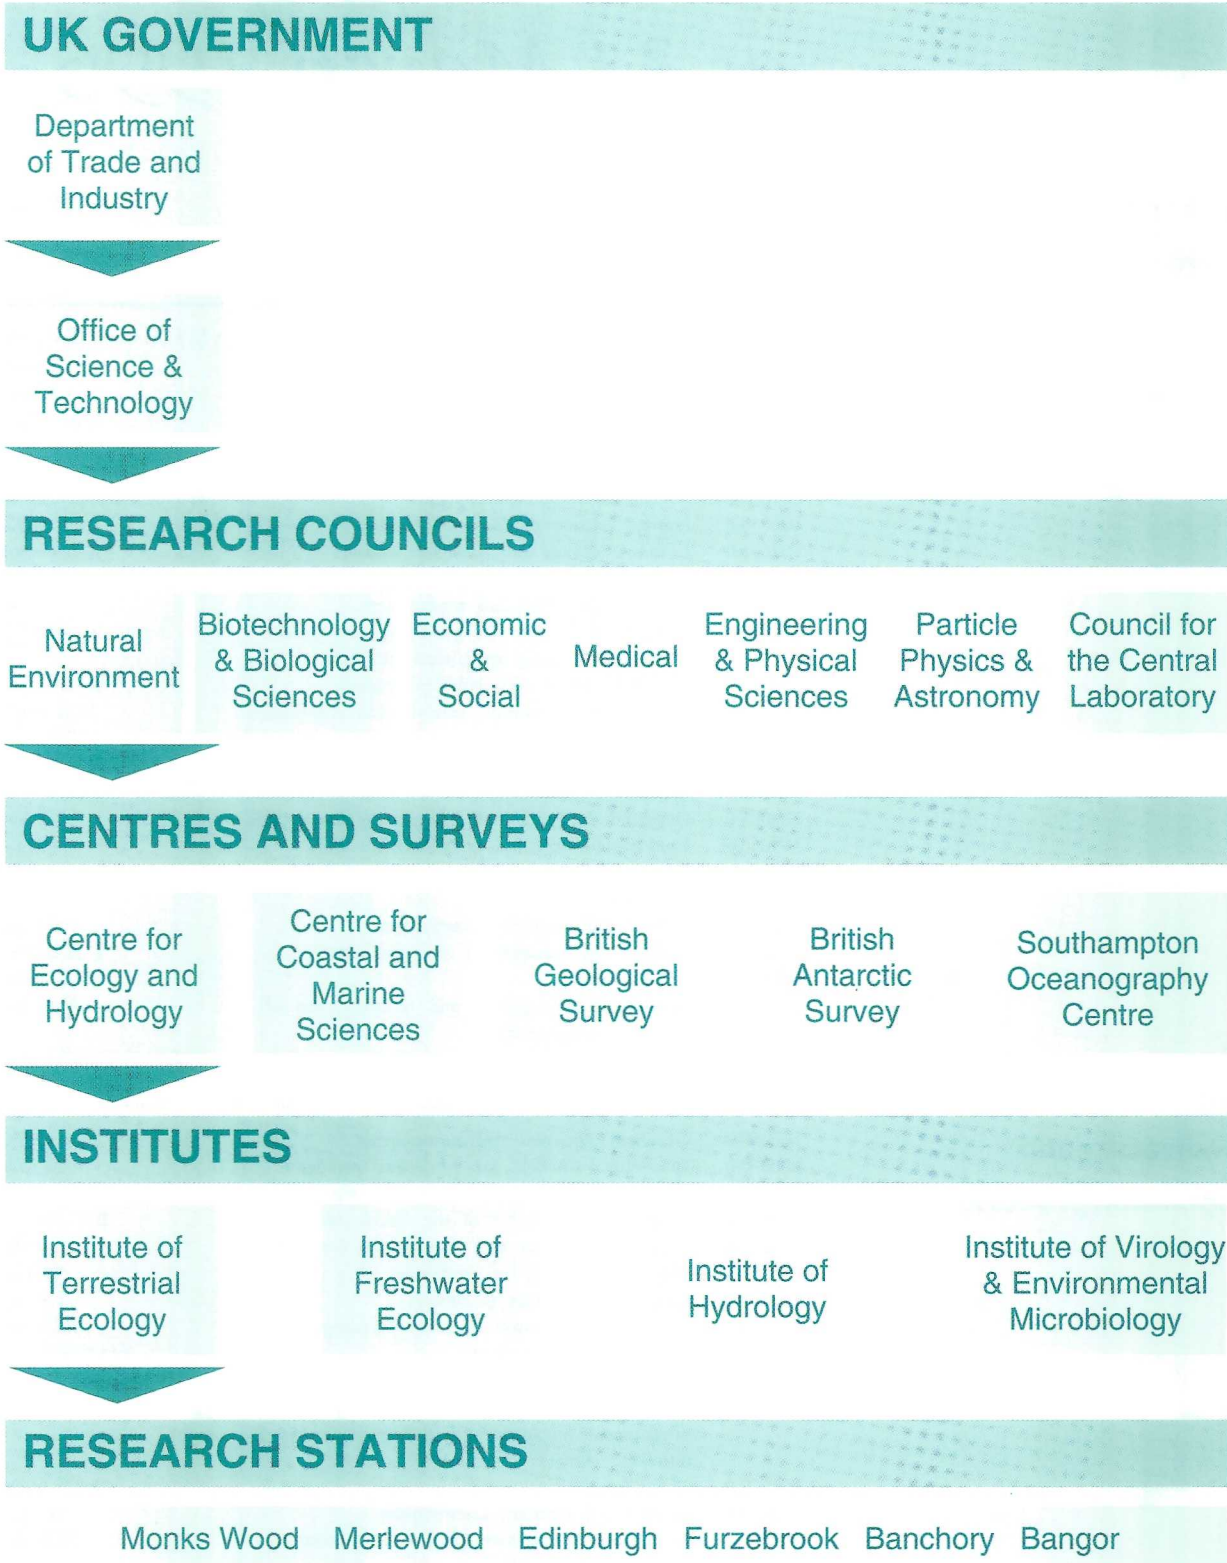 UK GOVERNMENT
Department
of Trade and
Industry
Office of
Science &
Technology
RESEARCH COUNCILS
Natural
Environment
Biotechnology
& Biological
Sciences
Economic
&
Social
Medical
Engineering
& Physical
Sciences
Particle
Physics &
Astronomy
Council for
the Central
Laboratory
CENTRES AND SURVEYS
Centre for
Ecology and
Hydrology
Centre for
Coastal and
Marine
Sciences
British
Geological
Survey
British
Antarctic
Survey
Southampton
Oceanography
Centre
INSTITUTES
Institute of
Terrestrial
Ecology
Institute of
Freshwater
Ecology
Institute of
Hydrology
Institute of Virology
& Environmental
Microbiology
RESEARCH STATIONS
Monks Wood Merlewood Edinburgh Furzebrook Banchory Bangor